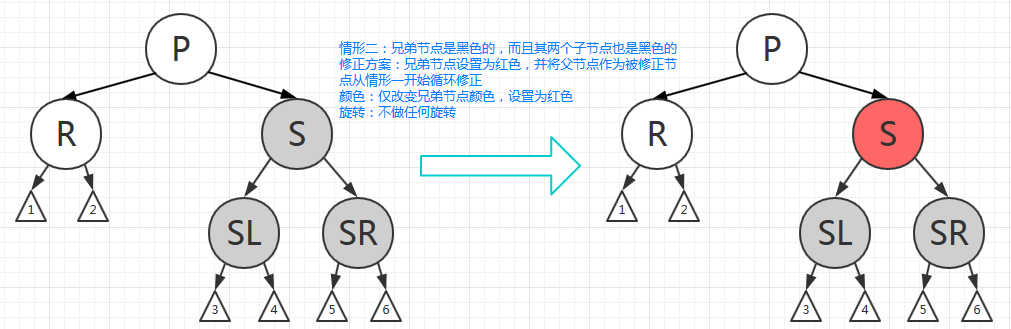 P
情形二：兄弟节点是黑色的，而且其两个子节点也是黑色的
修正方案：兄弟节点设置为红色，并将父节点作为被修正节
点从情形一开始循环修正
颜色：仅改变兄弟节点颜色，设置为红色
旋转：不做任何旋转
R
S
1
2
SL
SR
3
4
5
6
P
R
S
1
2
SL
SR
3
4
5
6